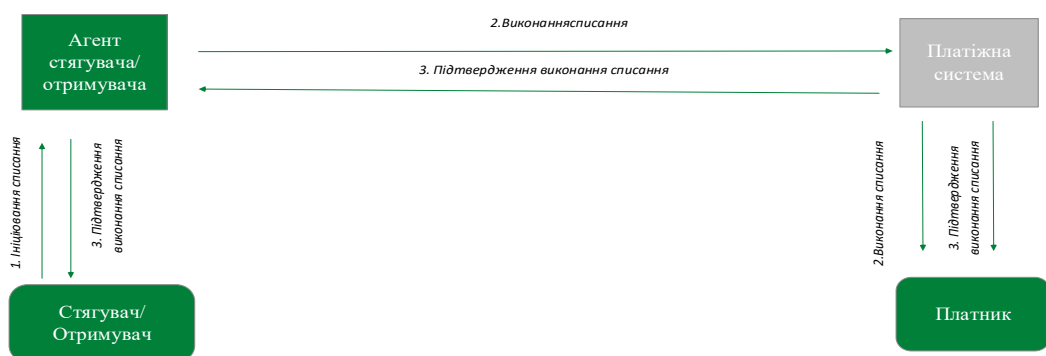 2.Виконаннясписання
Агент
стягувача/
отримувача
Платіжна
система
3. Підтвердження виконання списання
1. Ініціювання списання
3. Підтвердження
виконання списання
2.Виконання списання
3. Підтвердження
виконання списання
Стягувач/
Отримувач
Платник